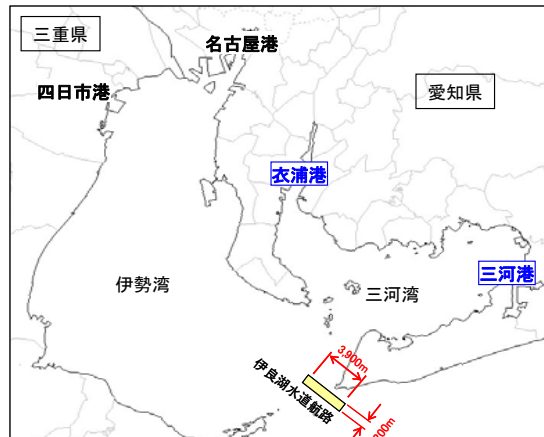 三重県
名古屋港
四日市港
愛知県
衣浦港
三河港
伊勢湾
三河湾
3,900m
伊良湖水道航路